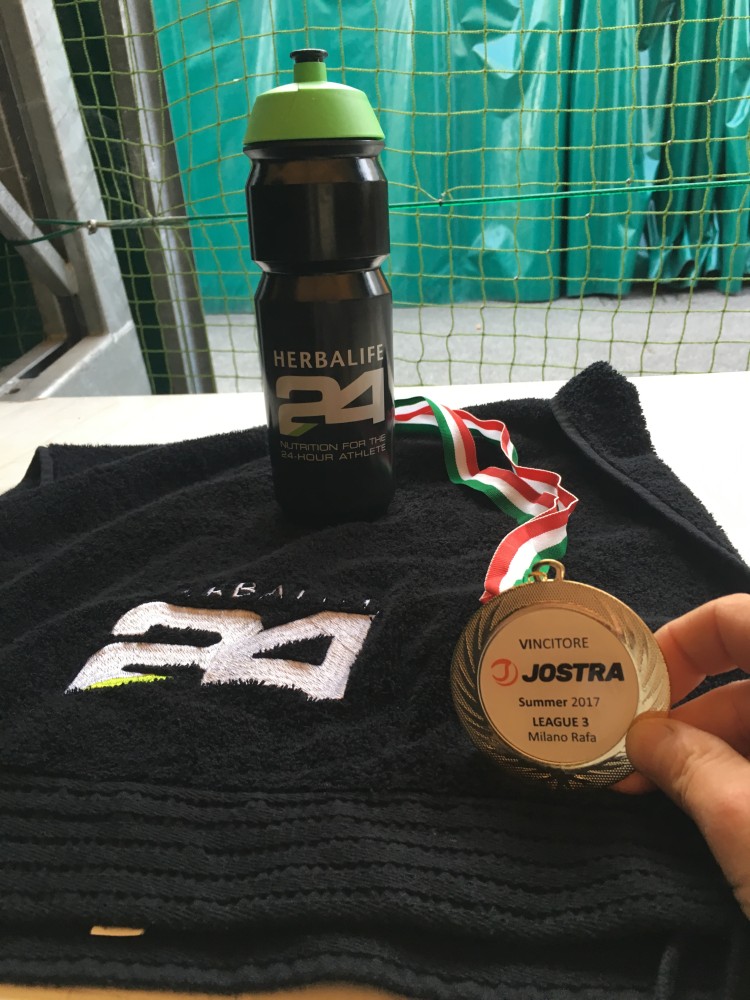 HERBALIFE
24
NUTRITION FOR THE
24-HOUR ATHLETE
24
VINCITORE
JOSTRA
Summer 2017
LEAGUE 3
Milano Rafa